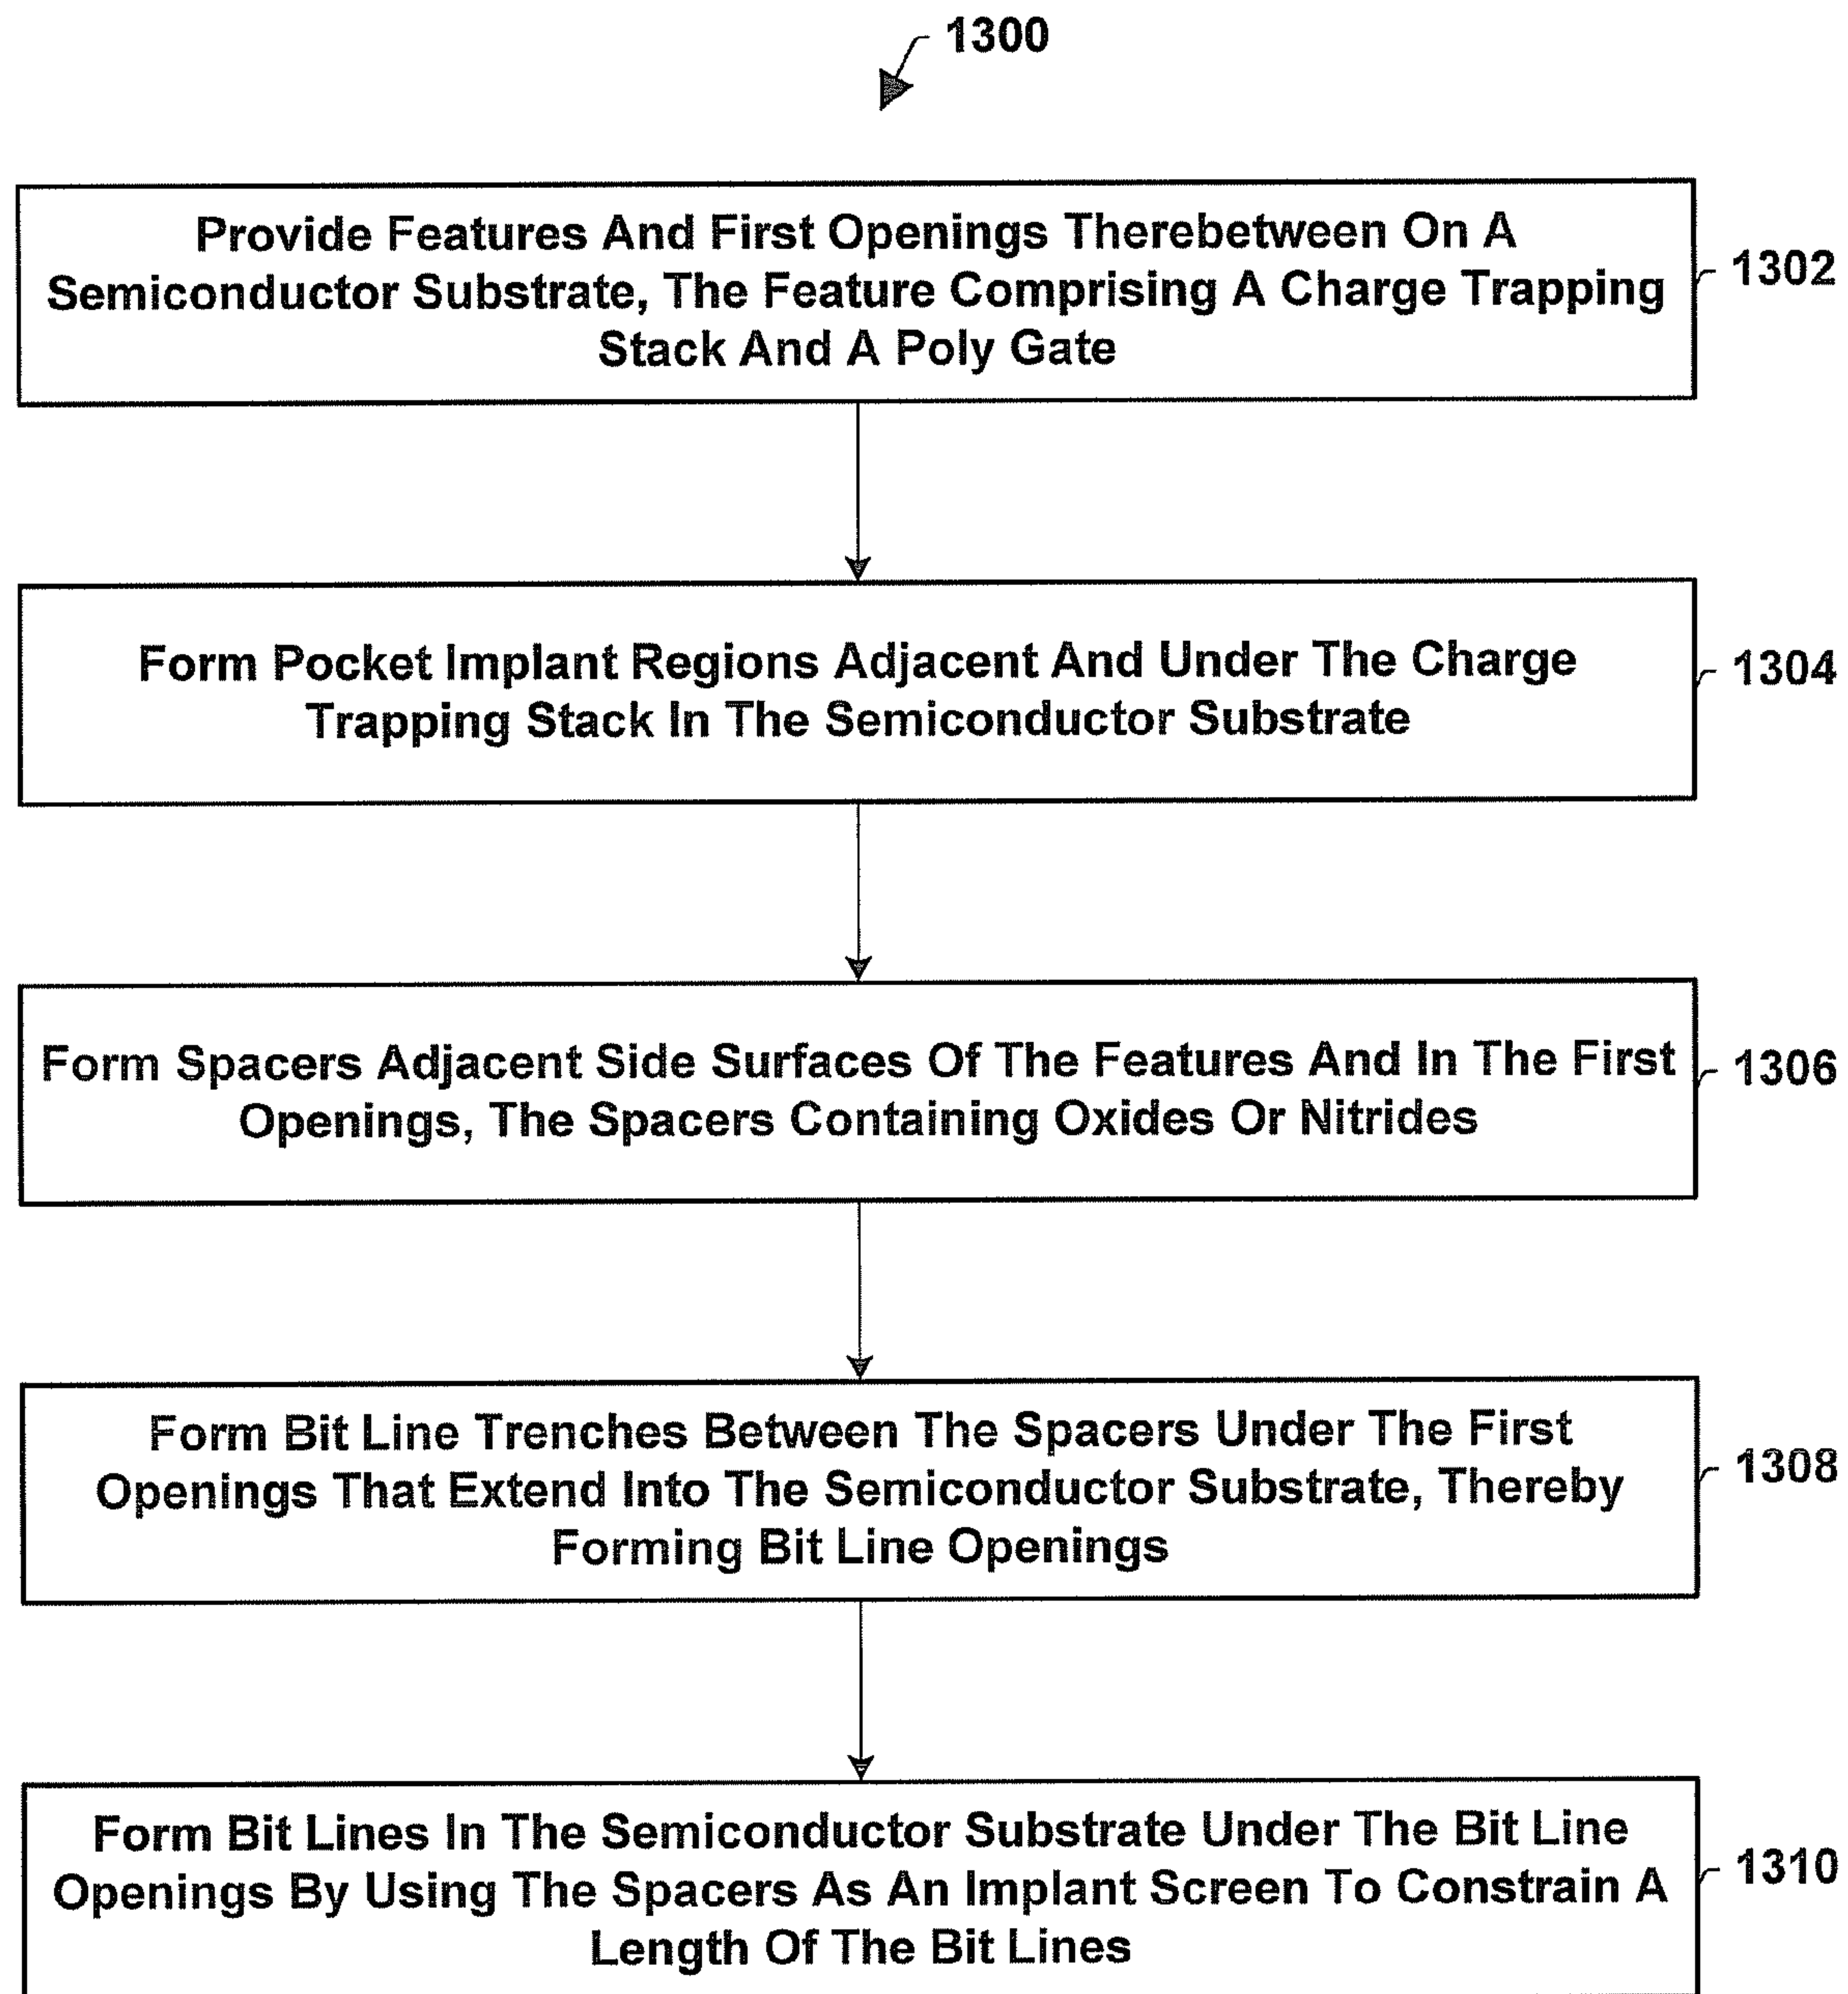 1300
Provide Features And First Openings Therebetween On A
Semiconductor Substrate, The Feature Comprising A Charge Trapping
Stack And A Poly Gate
1302
Form Pocket Implant Regions Adjacent And Under The Charge
Trapping Stack In The Semiconductor Substrate
1304
Form Spacers Adjacent Side Surfaces Of The Features And In The First
Openings, The Spacers Containing Oxides Or Nitrides
1306
Form Bit Line Trenches Between The Spacers Under The First
Openings That Extend Into The Semiconductor Substrate, Thereby
Forming Bit Line Openings
1308
Form Bit Lines In The Semiconductor Substrate Under The Bit Line
Openings By Using The Spacers As An Implant Screen To Constrain A
Length Of The Bit Lines
1310